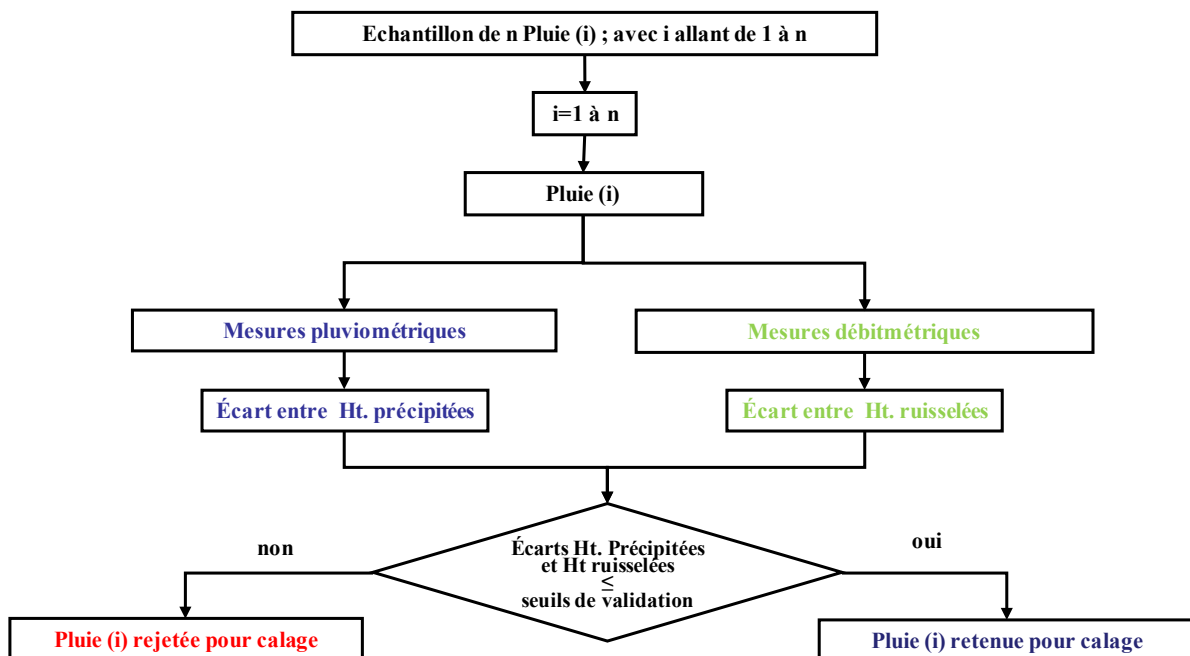 Echantillon de n Pluie (i) ; avec i allant de 1 à n
i=1 à n
Pluie (i)
Mesures pluviométriques
Mesures débitmétriques
Écart entre Ht. précipitées
Écart entre Ht. ruisselées
non
oui
Écarts Ht. Précipitées
et Ht ruisselées
≤
seuils de validation
Pluie (i) rejetée pour calage
Pluie (i) retenue pour calage